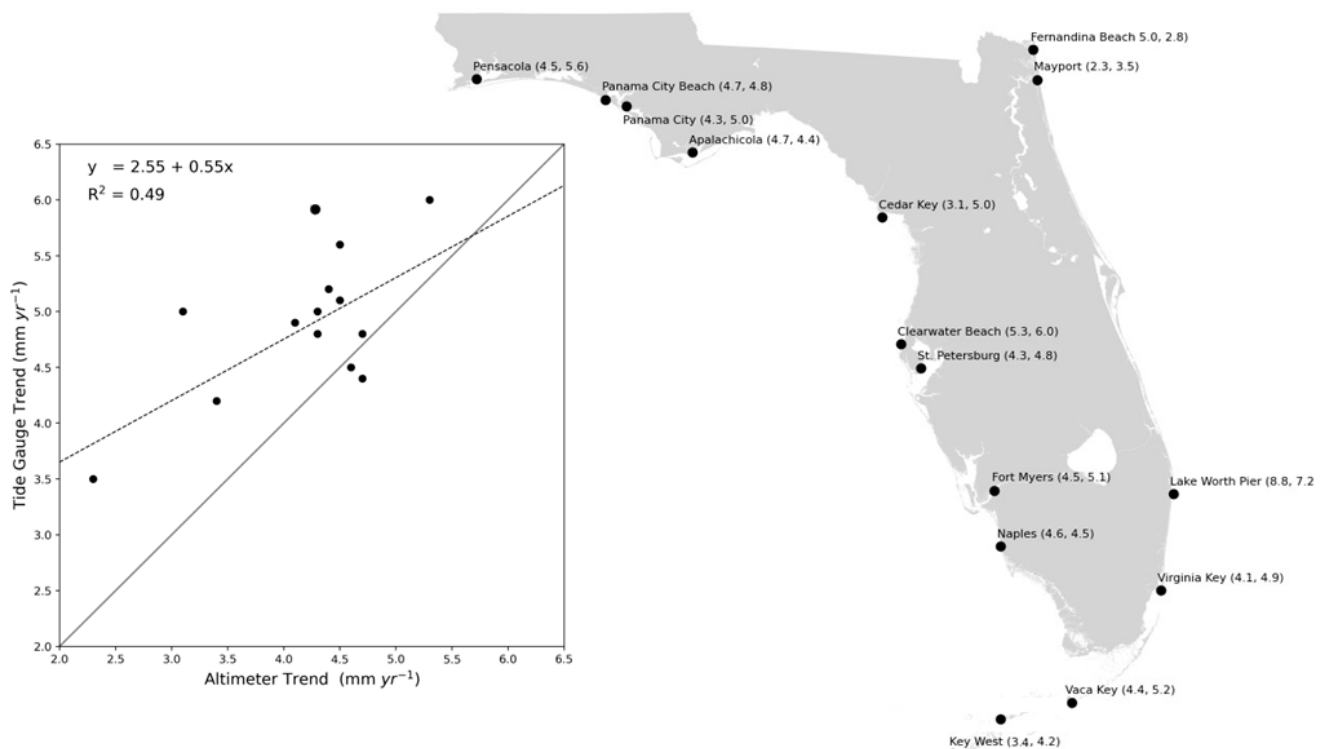 Fernandina Beach 5.0, 2.8)
Pensacola (4.5, 5.6)
Mayport (2.3, 3.5)
Panama City Beach (4.7, 4.8)
Panama City (4.3, 5.0)
Apalachicola (4.7, 4.4)
Cedar Key (3.1, 5.0)
Clearwater Beach (5.3, 6.0)
St. Petersburg (4.3, 4.8)
Fort Myers (4.5, 5.1)
Lake Worth Pier (8.8, 7.2
Naples (4.6, 4.5)
Virginia Key (4.1, 4.9)
Vaca Key (4.4, 5.2)
Key West (3.4, 4.2)
y = 2.55 + 0.55x
R² = 0.49
Tide Gauge Trend (mm yr⁻¹)
6.5
6.0
5.5
5.0
4.5
4.0
3.5
3.0
2.5
2.0
2.0 2.5 3.0 3.5 4.0 4.5 5.0 5.5 6.0 6.5
Altimeter Trend (mm yr⁻¹)